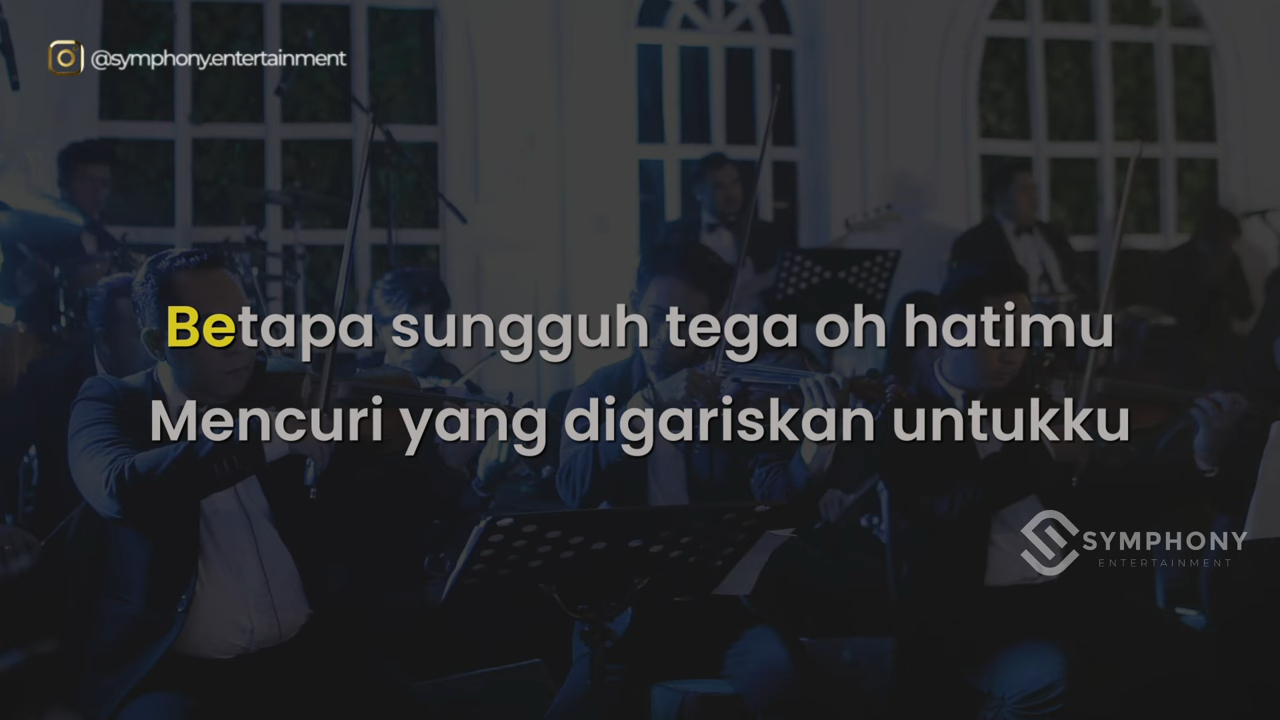 @symphony.entertainment
Betapa sungguh tega oh hatimu
Mencuri yang digariskan untukku
SYMPHONY
ENTERTAINMENT